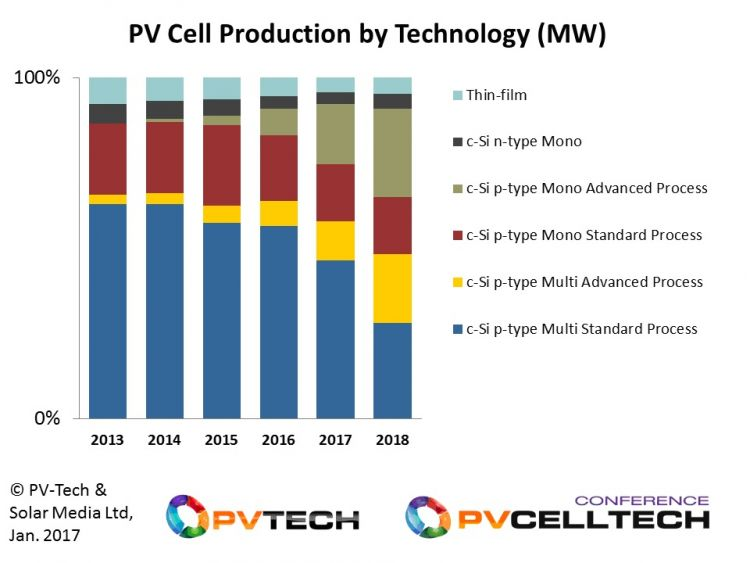 PV Cell Production by Technology (MW)
100%
0%
2013 2014 2015 2016 2017 2018
Thin-film
c-Si n-type Mono
c-Si p-type Mono Advanced Process
c-Si p-type Mono Standard Process
c-Si p-type Multi Advanced Process
c-Si p-type Multi Standard Process
© PV-Tech &
Solar Media Ltd,
Jan. 2017
PVTECH
CONFERENCE
PVCELLTECH